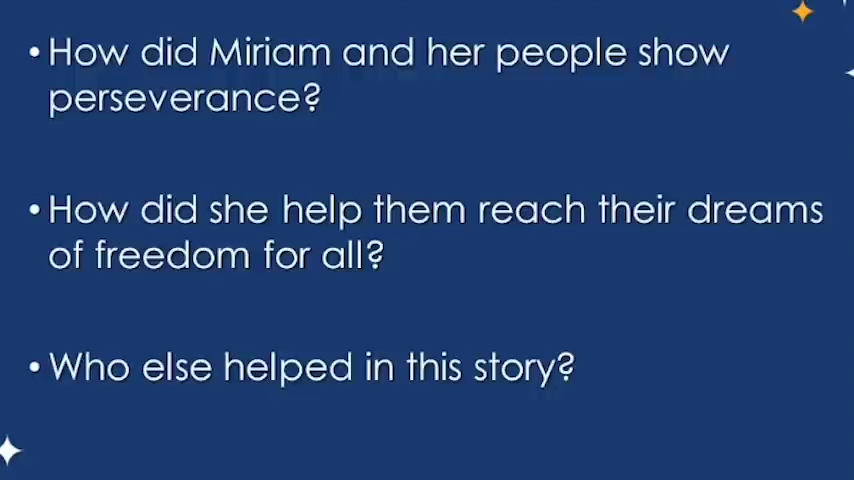 • How did Miriam and her people show
perseverance?
• How did she help them reach their dreams
of freedom for all?
• Who else helped in this story?